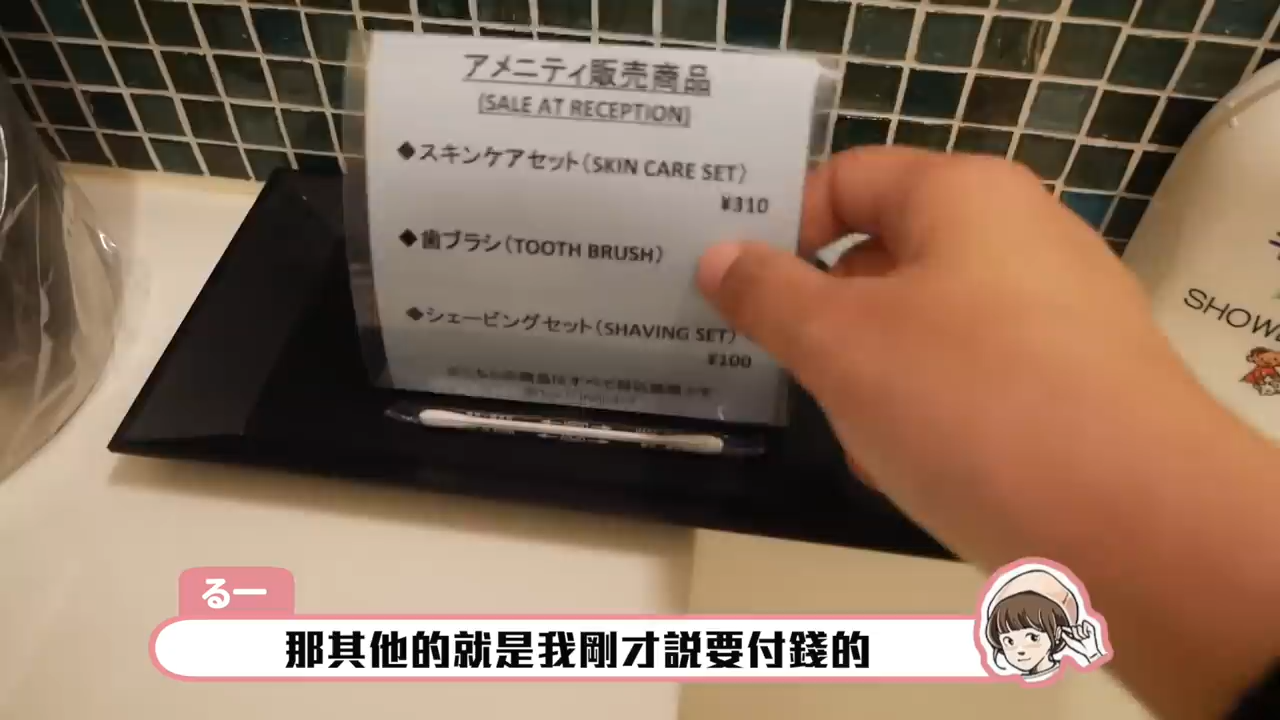 アメニティ販売商品
(SALE AT RECEPTION)
◆スキンケアセット(SKIN CARE SET)
¥310
◆歯ブラシ(TOOTH BRUSH)
◆シェービングセット(SHAVING SET)
¥100
SHOW
るー
那其他的就是我剛才説要付錢的